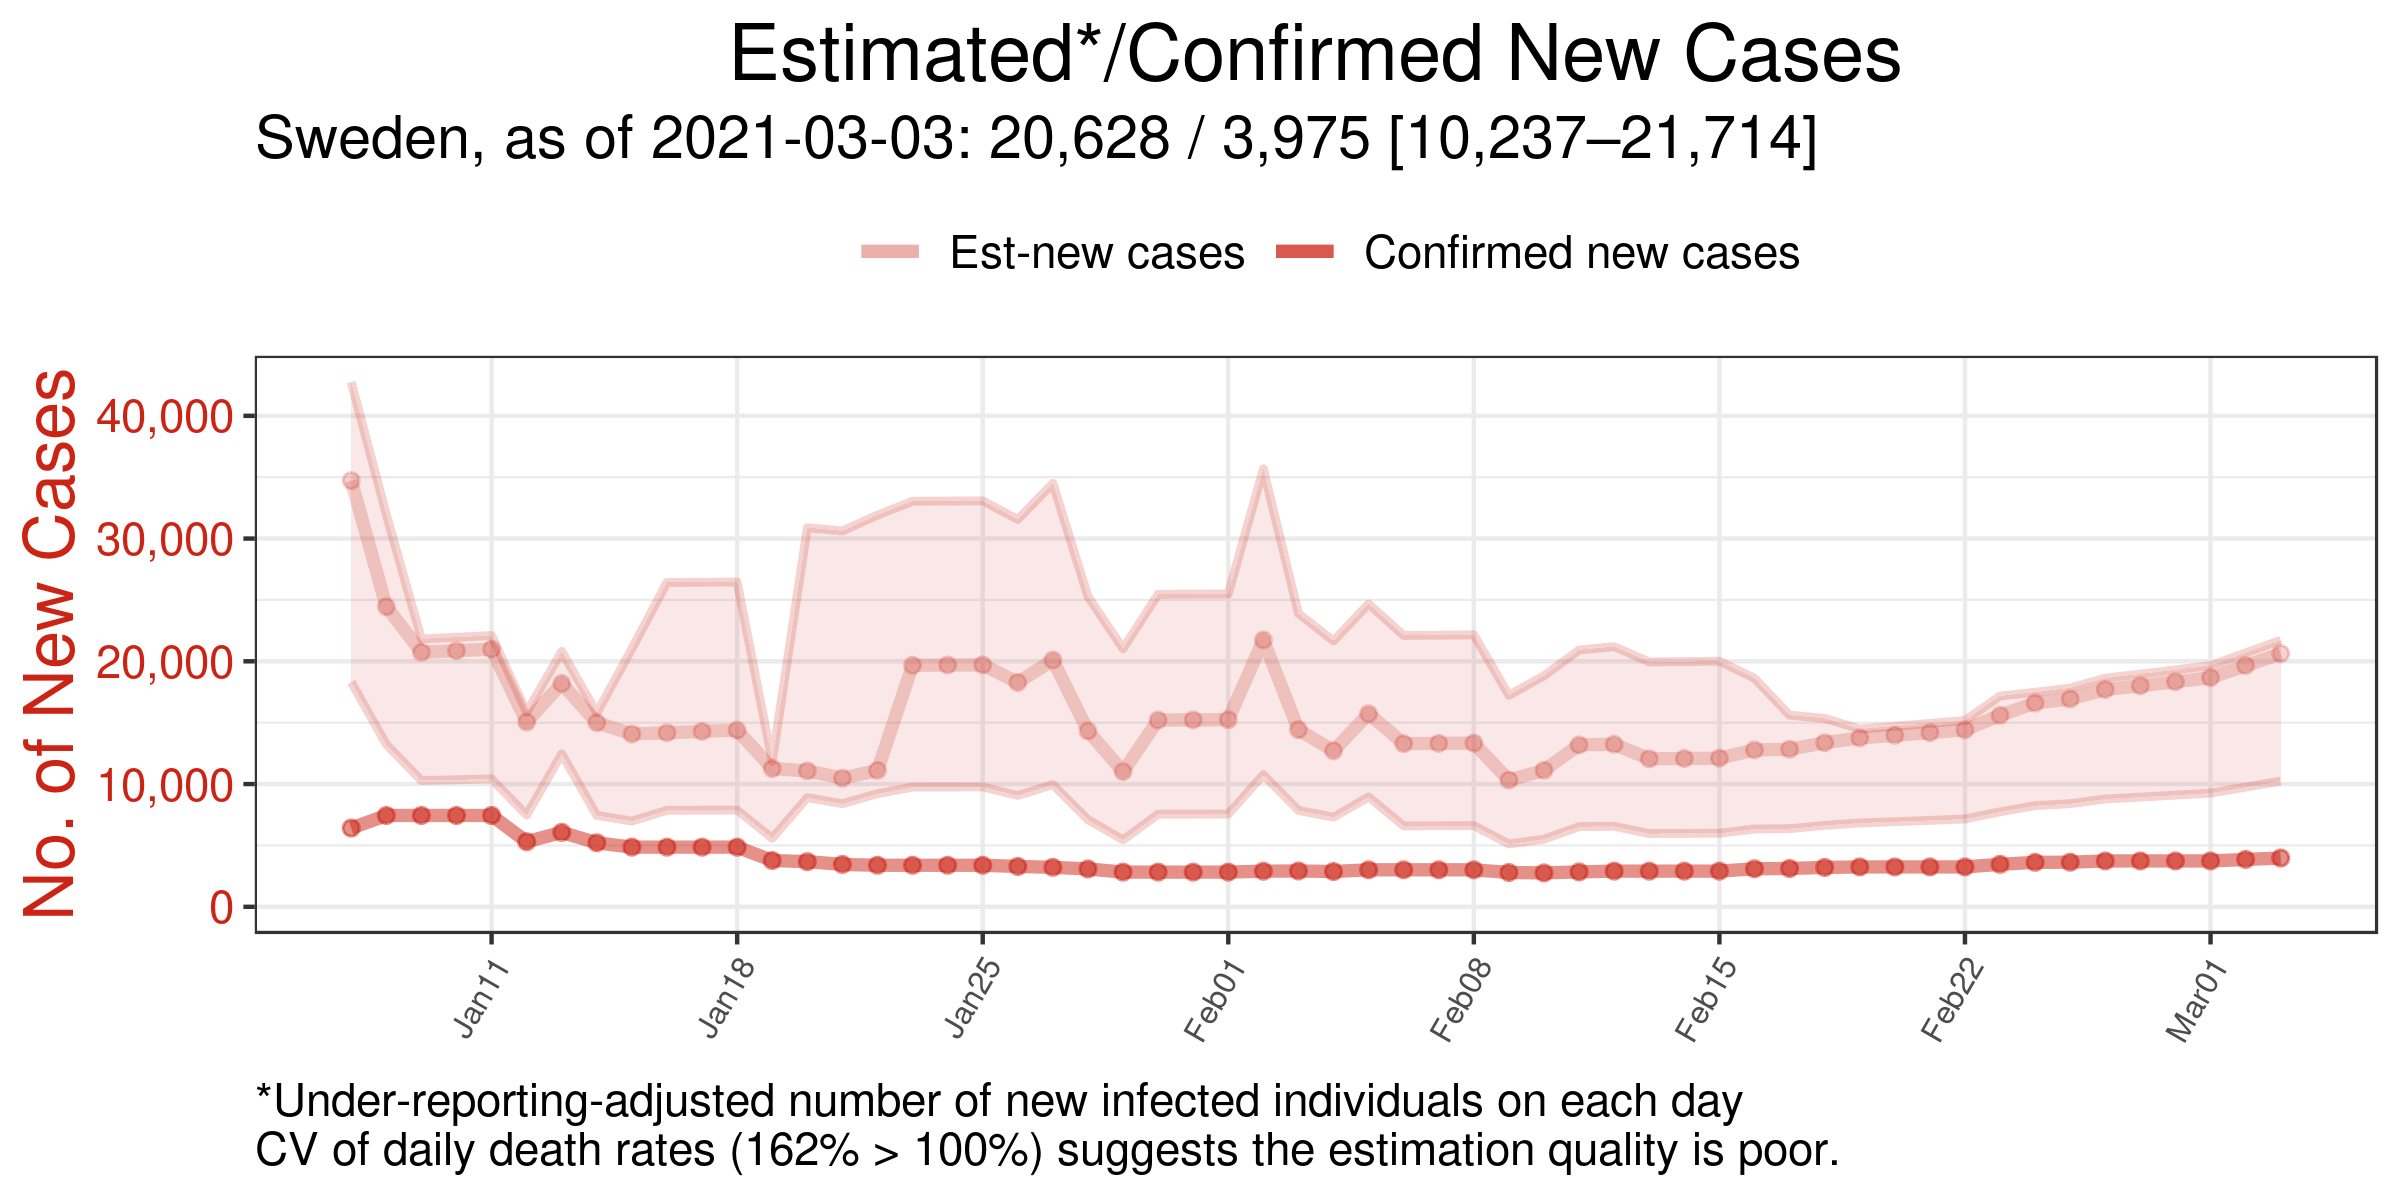 Estimated*/Confirmed New Cases
Sweden, as of 2021-03-03: 20,628 / 3,975 [10,237–21,714]
Est-new cases
Confirmed new cases
No. of New Cases
40,000
30,000
20,000
10,000
0
Jan11
Jan18
Jan25
Feb01
Feb08
Feb15
Feb22
Mar01
*Under-reporting-adjusted number of new infected individuals on each day
CV of daily death rates (162% > 100%) suggests the estimation quality is poor.